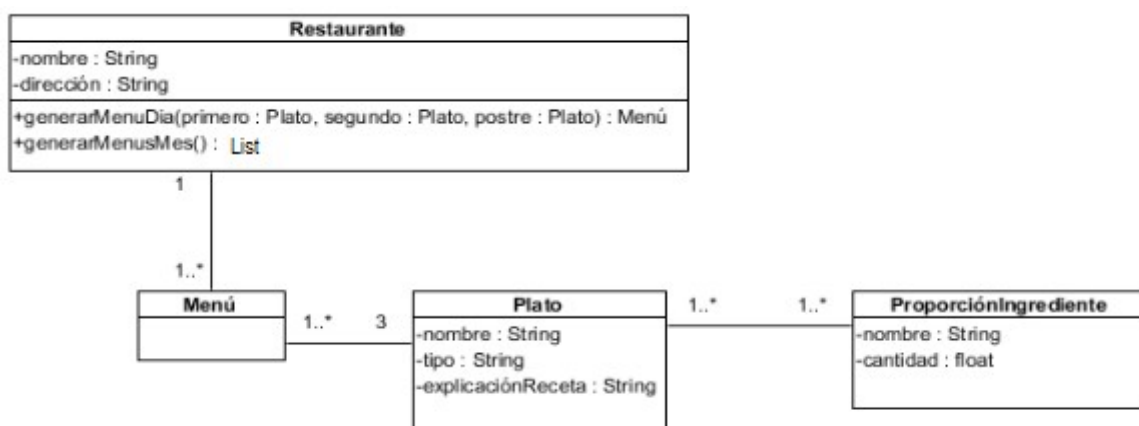 Restaurante
-nombre : String
-dirección : String
+generarMenuDia(primero : Plato, segundo : Plato, postre : Plato) : Menú
+generarMenusMes() : List
1
1..*
Menú
1..*
3
Plato
-nombre : String
-tipo : String
-explicaciónReceta : String
1..*
1..*
ProporciónIngrediente
-nombre : String
-cantidad : float